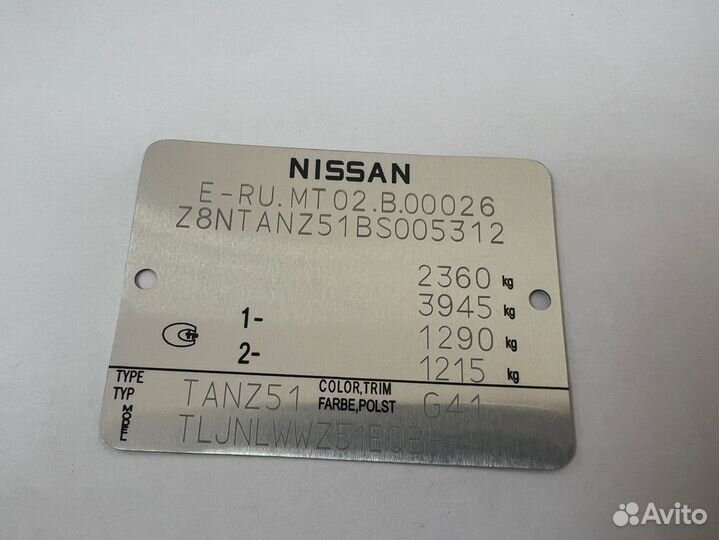 NISSAN
E-RU.MT02.B.00026
Z8NTANZ51BS005312
2360 kg
3945 kg
1- 1290 kg
2- 1215 kg
TYPE TYP TANZ51 COLOR,TRIM FARBE,POLST G41
MODEL
Avito